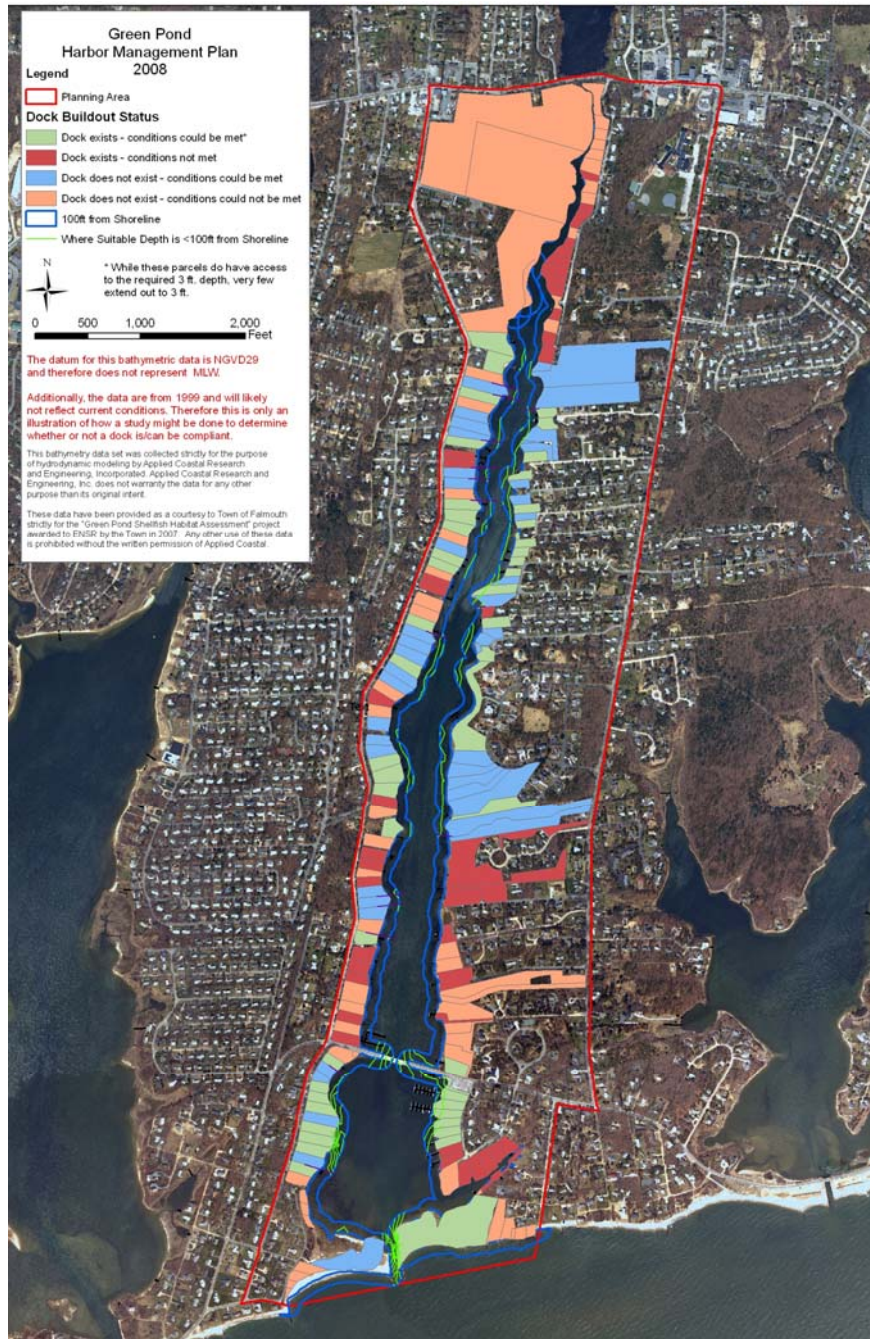 Green Pond
Harbor Management Plan
2008
Legend
Planning Area
Dock Buildout Status
Dock exists - conditions could be met*
Dock exists - conditions not met
Dock does not exist - conditions could be met
Dock does not exist - conditions could not be met
100ft from Shoreline
Where Suitable Depth is <100ft from Shoreline
N
* While these parcels do have access
to the required 3 ft. depth, very few
extend out to 3 ft.
0 500 1,000 2,000
Feet
The datum for this bathymetric data is NGVD29
and therefore does not represent MLW.
Additionally, the data are from 1999 and will likely
not reflect current conditions. Therefore this is only an
illustration of how a study might be done to determine
whether or not a dock is/can be compliant.
This bathymetry data set was collected strictly for the purpose
of hydrodynamic modeling by Applied Coastal Research
and Engineering, Incorporated. Applied Coastal Research and
Engineering, Inc. does not warranty the data for any other
purpose than its original intent.
These data have been provided as a courtesy to Town of Falmouth
strictly for the "Green Pond Shellfish Habitat Assessment" project
awarded to ENSR by the Town in 2007. Any other use of these data
is prohibited without the written permission of Applied Coastal.